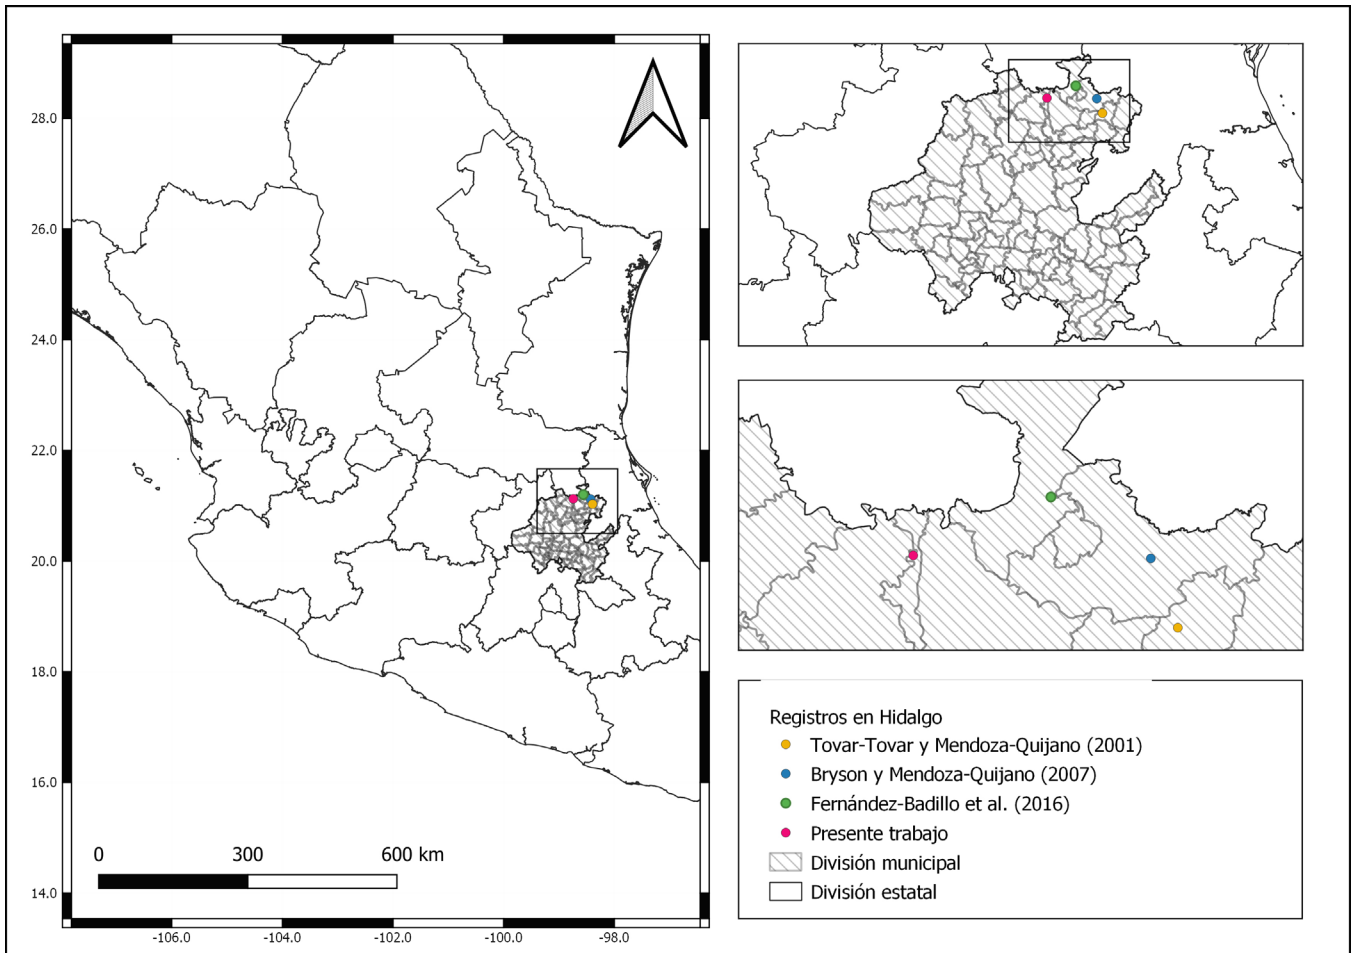 28.0
26.0
24.0
22.0
20.0
18.0
16.0
14.0
0 300 600 km
-106.0 -104.0 -102.0 -100.0 -98.0
Registros en Hidalgo
Tovar-Tovar y Mendoza-Quijano (2001)
Bryson y Mendoza-Quijano (2007)
Fernández-Badillo et al. (2016)
Presente trabajo
División municipal
División estatal